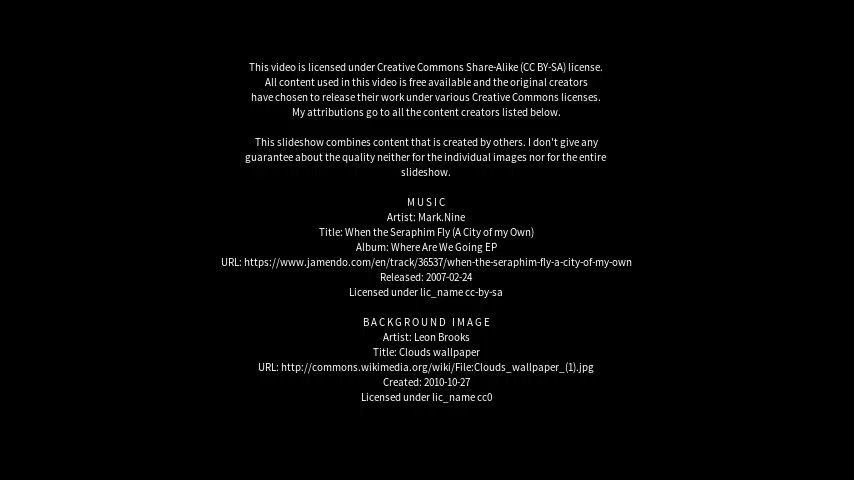 This video is licensed under Creative Commons Share-Alike (CC BY-SA) license.
All content used in this video is free available and the original creators
have chosen to release their work under various Creative Commons licenses.
My attributions go to all the content creators listed below.
This slideshow combines content that is created by others. I don't give any
guarantee about the quality neither for the individual images nor for the entire
slideshow.
M U S I C
Artist: Mark.Nine
Title: When the Seraphim Fly (A City of my Own)
Album: Where Are We Going EP
URL: https://www.jamendo.com/en/track/36537/when-the-seraphim-fly-a-city-of-my-own
Released: 2007-02-24
Licensed under lic_name cc-by-sa
B A C K G R O U N D   I M A G E
Artist: Leon Brooks
Title: Clouds wallpaper
URL: http://commons.wikimedia.org/wiki/File:Clouds_wallpaper_(1).jpg
Created: 2010-10-27
Licensed under lic_name cc0